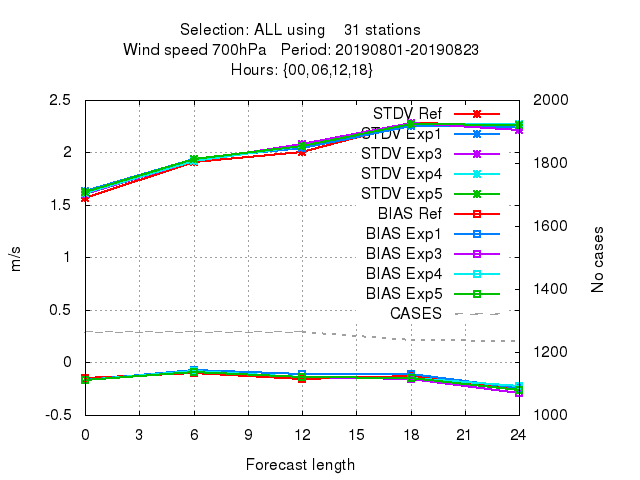 Selection: ALL using 31 stations
Wind speed 700hPa Period: 20190801-20190823
Hours: {00,06,12,18}
2.5
2
1.5
1
0.5
0
-0.5
m/s
2000
1800
1600
1400
1200
1000
No cases
STDV Ref
STDV Exp1
STDV Exp3
STDV Exp4
STDV Exp5
BIAS Ref
BIAS Exp1
BIAS Exp3
BIAS Exp4
BIAS Exp5
CASES
0 3 6 9 12 15 18 21 24
Forecast length